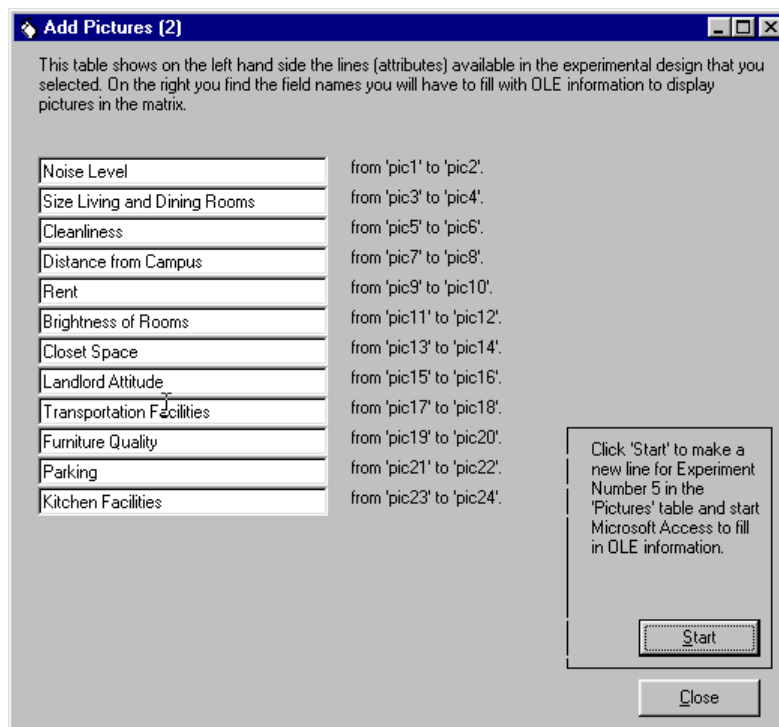 Add Pictures (2)
This table shows on the left hand side the lines (attributes) available in the experimental design that you
selected. On the right you find the field names you will have to fill with OLE information to display
pictures in the matrix.
Noise Level from 'pic1' to 'pic2'.
Size Living and Dining Rooms from 'pic3' to 'pic4'.
Cleanliness from 'pic5' to 'pic6'.
Distance from Campus from 'pic7' to 'pic8'.
Rent from 'pic9' to 'pic10'.
Brightness of Rooms from 'pic11' to 'pic12'.
Closet Space from 'pic13' to 'pic14'.
Landlord Attitude from 'pic15' to 'pic16'.
Transportation Facilities from 'pic17' to 'pic18'.
Furniture Quality from 'pic19' to 'pic20'.
Parking from 'pic21' to 'pic22'.
Kitchen Facilities from 'pic23' to 'pic24'.
Click 'Start' to make a
new line for Experiment
Number 5 in the
'Pictures' table and start
Microsoft Access to fill
in OLE information.
Start
Close